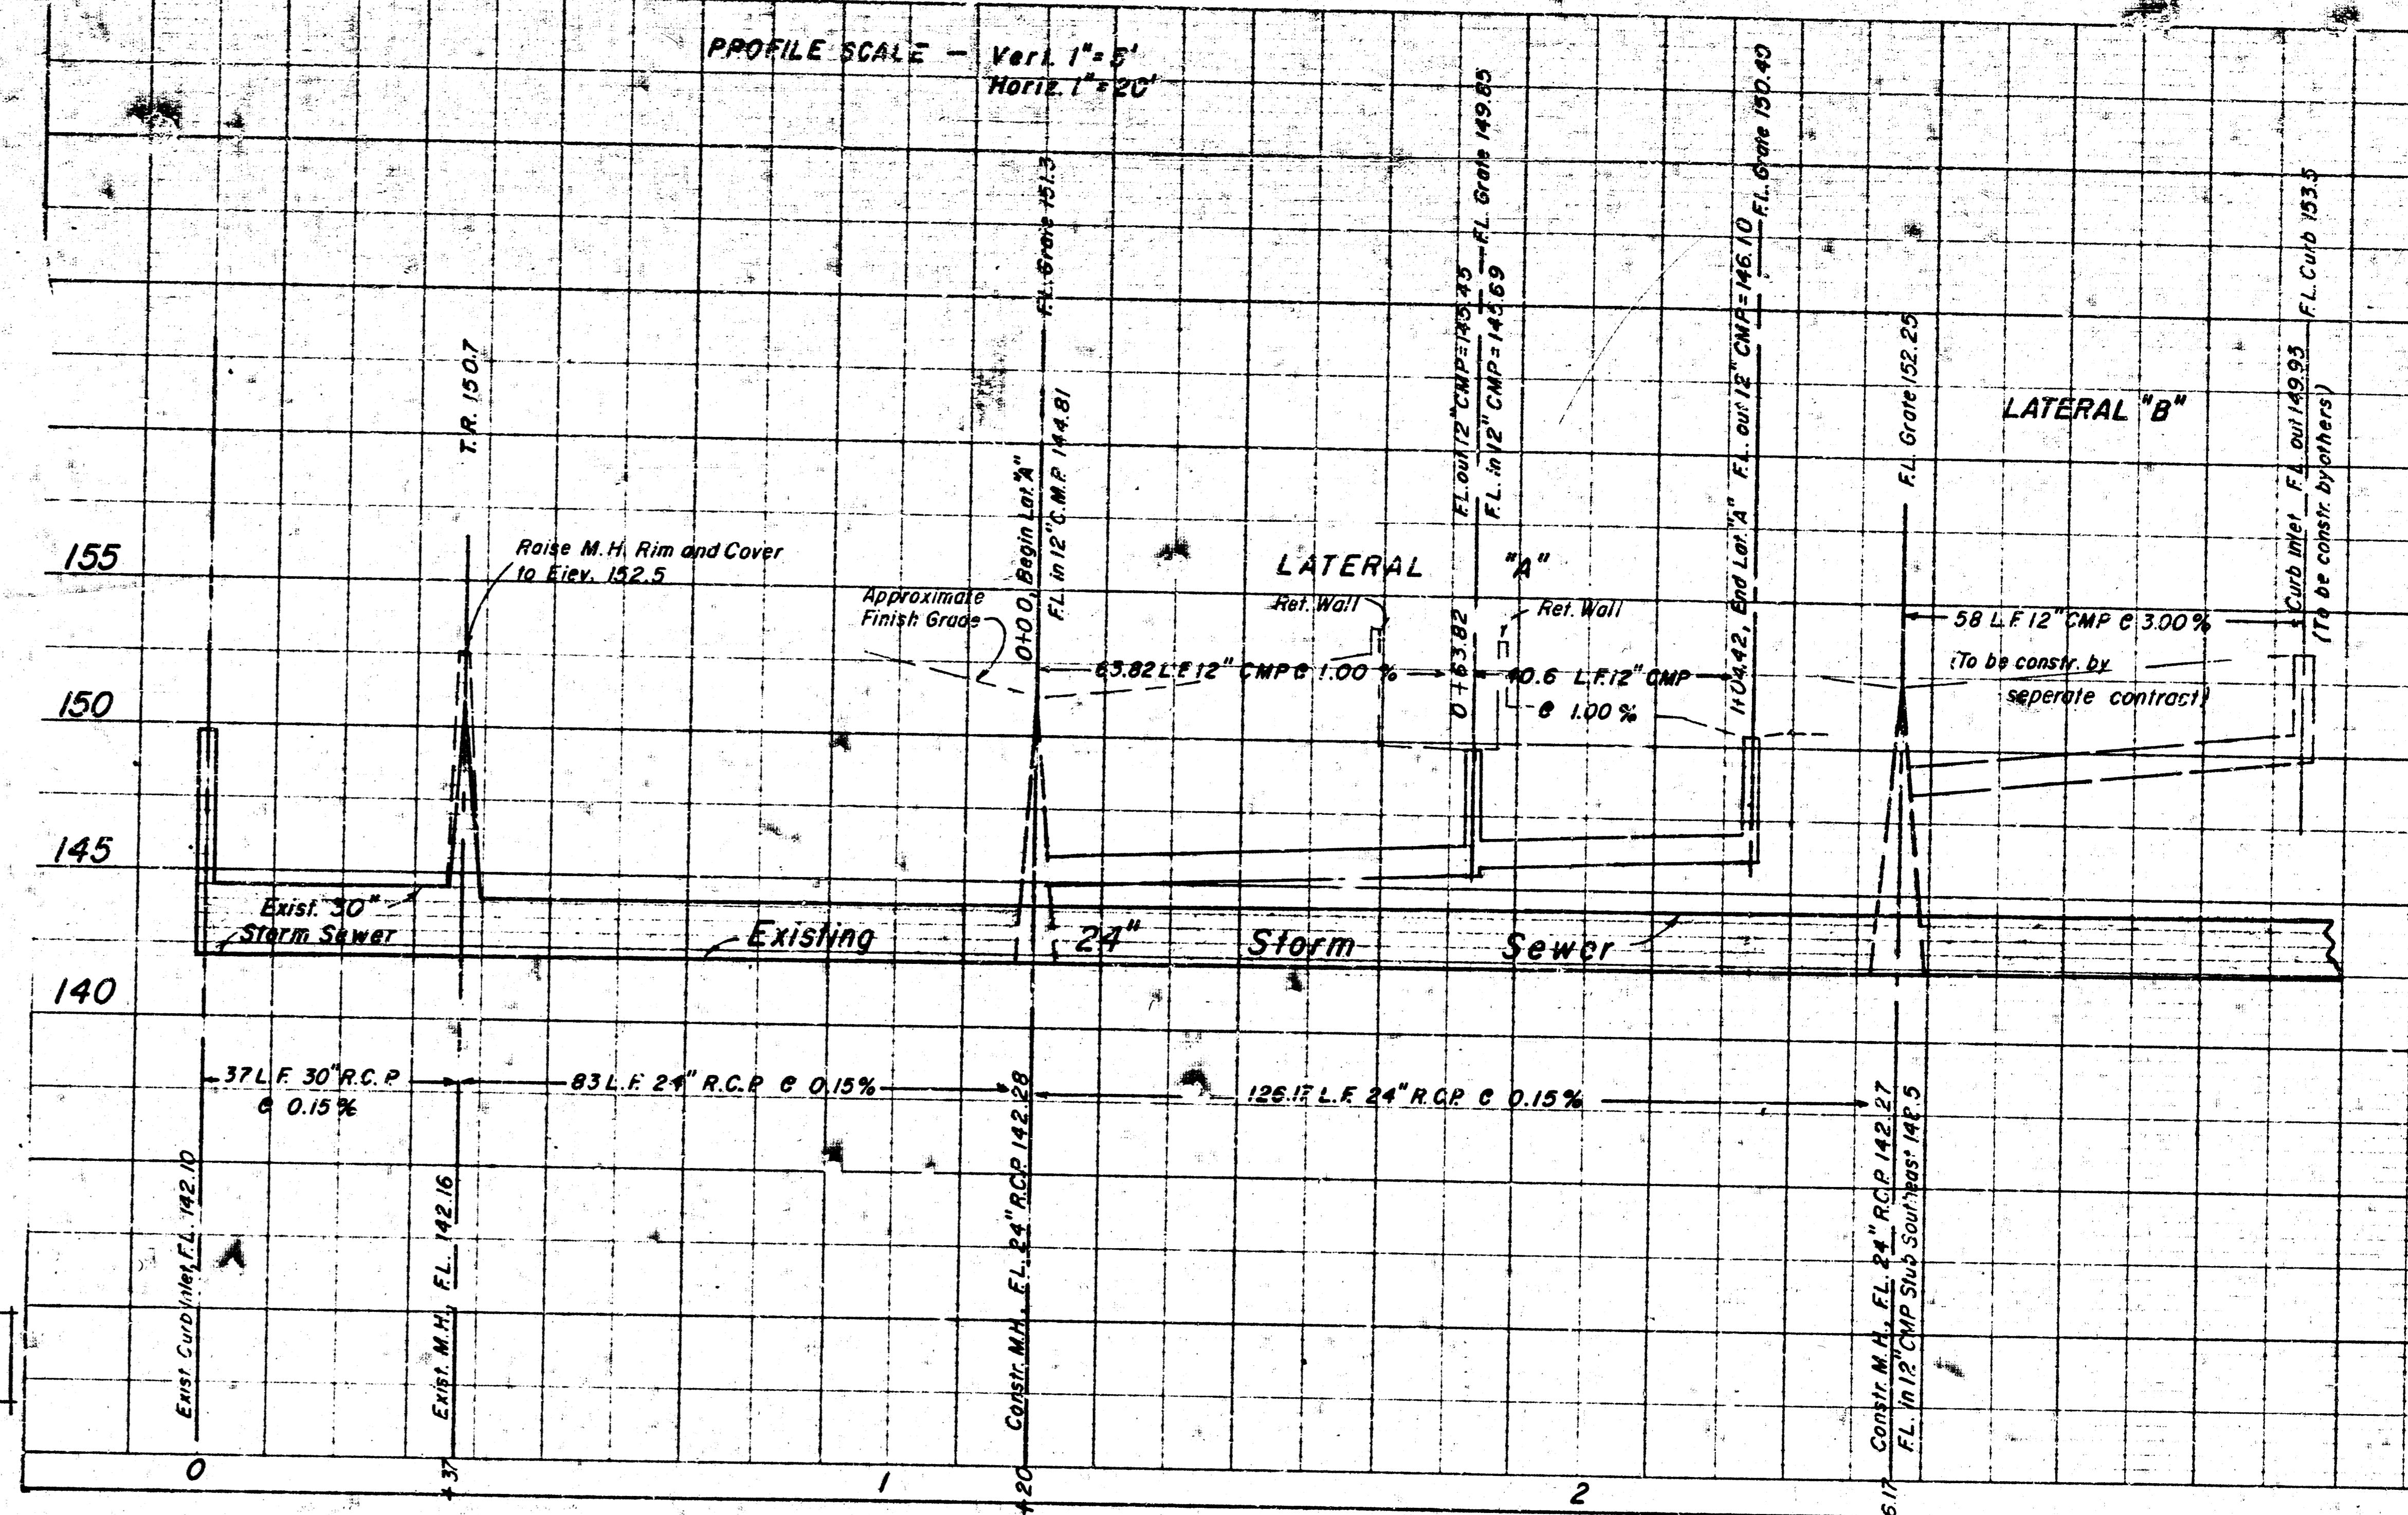 PROFILE SCALE - Vert. 1"=5'
Horiz. 1"=20'
T.R. 150.7
Raise M.H. Rim and Cover
to Elev. 152.5
Approximate
Finish Grade
F.L. Grate 151.3
0+00, Begin Lat. "A"
F.L. in 12" C.M.P. 144.81
LATERAL "A"
Ret. Wall
Ret. Wall
63.82 L.F. 12" CMP @ 1.00 %
0+63.82
F.L. out 12" CMP=145.45
F.L. Grate 149.85
F.L. in 12" CMP=145.69
40.6 L.F. 12" CMP
@ 1.00 %
1+04.42, End Lat. "A" F.L. out 12" CMP=146.10
F.L. Grate 150.40
F.L. Grate 152.25
LATERAL "B"
58 L.F. 12" CMP @ 3.00 %
(To be constr. by
seperate contract)
Curb Inlet F.L. out 149.95
F.L. Curb 153.5
(To be constr. by others)
155
150
145
140
Exist. 30"
Storm Sewer
Existing 24" Storm Sewer
37 L.F. 30" R.C.P.
@ 0.15 %
83 L.F. 24" R.C.P. @ 0.15%
126.17 L.F. 24" R.C.P. @ 0.15%
Exist. Curb Inlet, F.L. 142.10
Exist. M.H., F.L. 142.16
Constr. M.H., F.L. 24" R.C.P. 142.28
Constr. M.H., F.L. 24" R.C.P. 142.27
F.L. in 12" CMP Stub Southeast 148.5
0
+37
1
+20
2
6.17